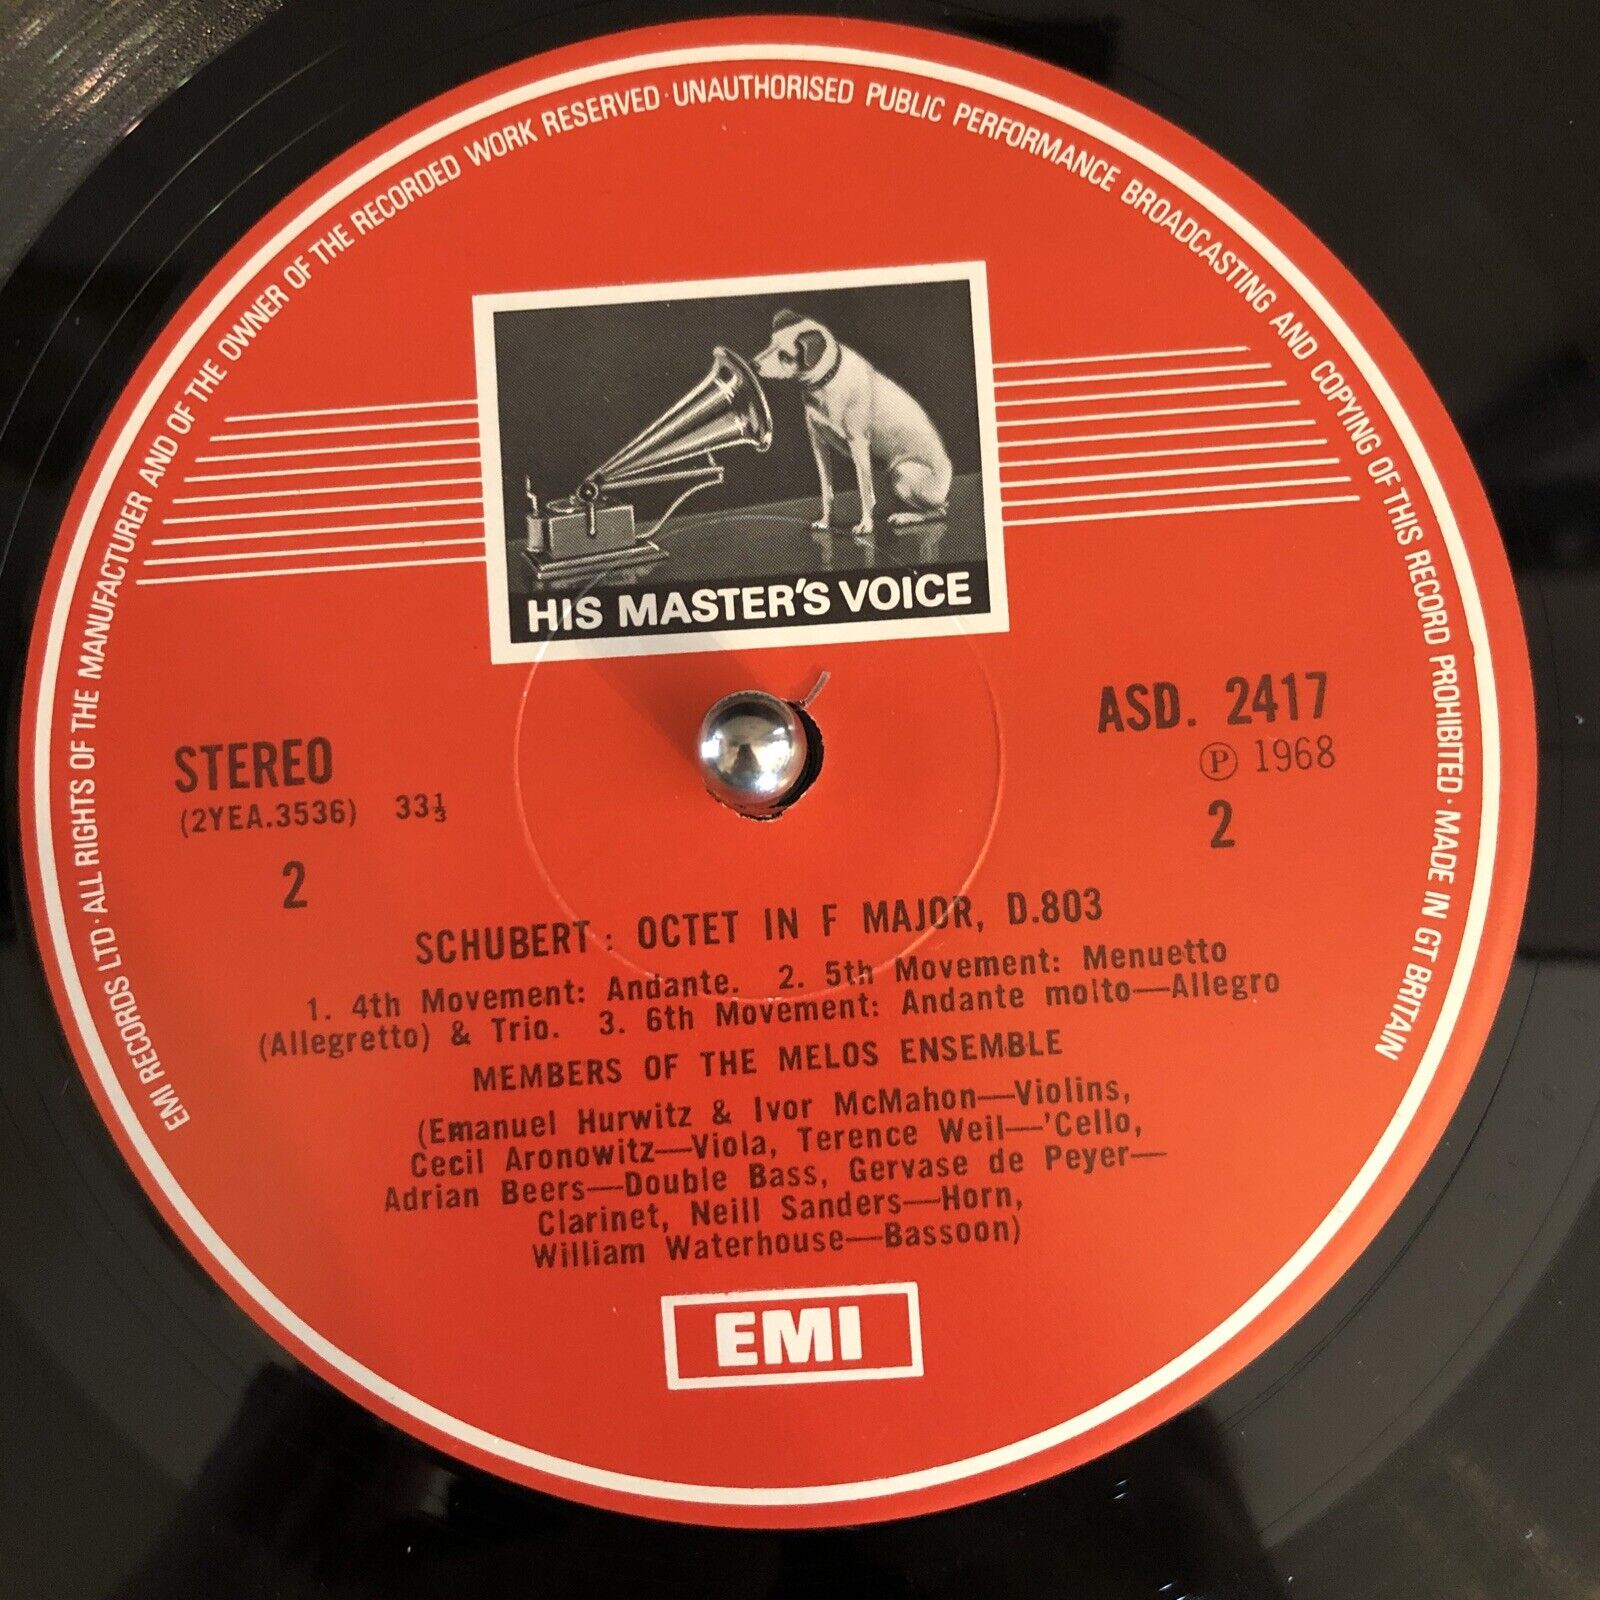 EMI RECORDS LTD · ALL RIGHTS OF THE MANUFACTURER AND OF THE OWNER OF THE RECORDED WORK RESERVED · UNAUTHORISED PUBLIC PERFORMANCE BROADCASTING AND COPYING OF THIS RECORD PROHIBITED · MADE IN GT BRITAIN
HIS MASTER'S VOICE
STEREO
(2YEA.3536) 33⅓
2
ASD. 2417
℗ 1968
2
SCHUBERT : OCTET IN F MAJOR, D.803
1. 4th Movement: Andante. 2. 5th Movement: Menuetto
(Allegretto) & Trio. 3. 6th Movement: Andante molto—Allegro
MEMBERS OF THE MELOS ENSEMBLE
(Emanuel Hurwitz & Ivor McMahon—Violins,
Cecil Aronowitz—Viola, Terence Weil—'Cello,
Adrian Beers—Double Bass, Gervase de Peyer—
Clarinet, Neill Sanders—Horn,
William Waterhouse—Bassoon)
EMI